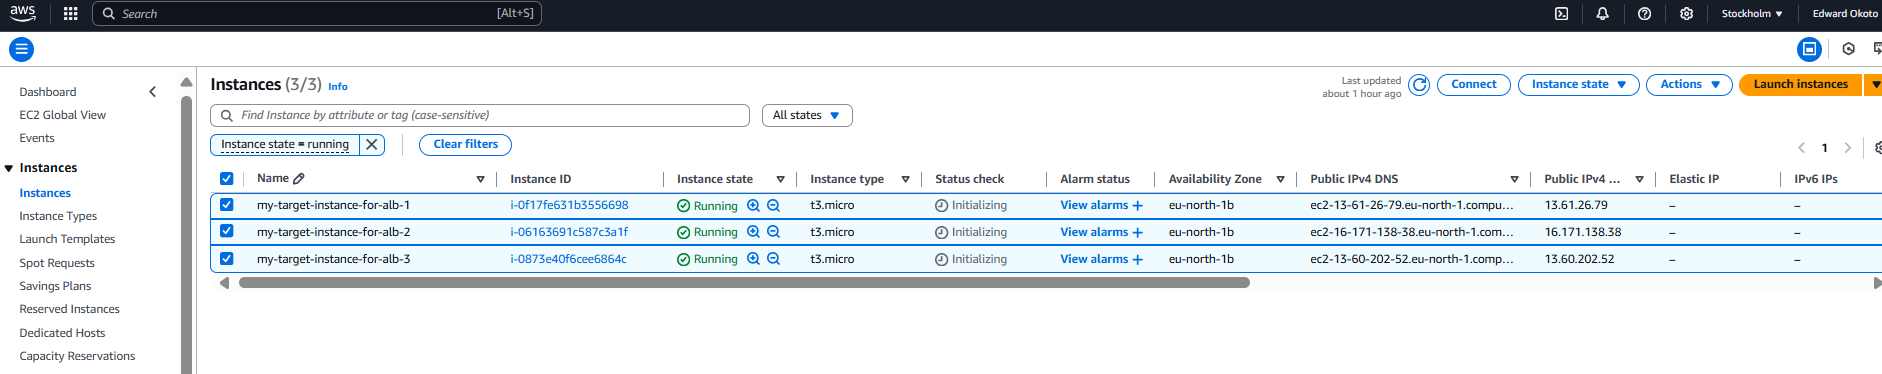 aws Search [Alt+S] Stockholm Edward Okoto
Dashboard
EC2 Global View
Events
Instances
Instances
Instance Types
Launch Templates
Spot Requests
Savings Plans
Reserved Instances
Dedicated Hosts
Capacity Reservations
Instances (3/3) Info
Last updated
about 1 hour ago
Connect Instance state Actions Launch instances
Find Instance by attribute or tag (case-sensitive) All states
Instance state = running Clear filters
1
Name Instance ID Instance state Instance type Status check Alarm status Availability Zone Public IPv4 DNS Public IPv4 ... Elastic IP IPv6 IPs
my-target-instance-for-alb-1 i-0f17fe631b3556698 Running t3.micro Initializing View alarms + eu-north-1b ec2-13-61-26-79.eu-north-1.compu... 13.61.26.79 – –
my-target-instance-for-alb-2 i-06163691c587c3a1f Running t3.micro Initializing View alarms + eu-north-1b ec2-16-171-138-38.eu-north-1.com... 16.171.138.38 – –
my-target-instance-for-alb-3 i-0873e40f6cee6864c Running t3.micro Initializing View alarms + eu-north-1b ec2-13-60-202-52.eu-north-1.comp... 13.60.202.52 – –